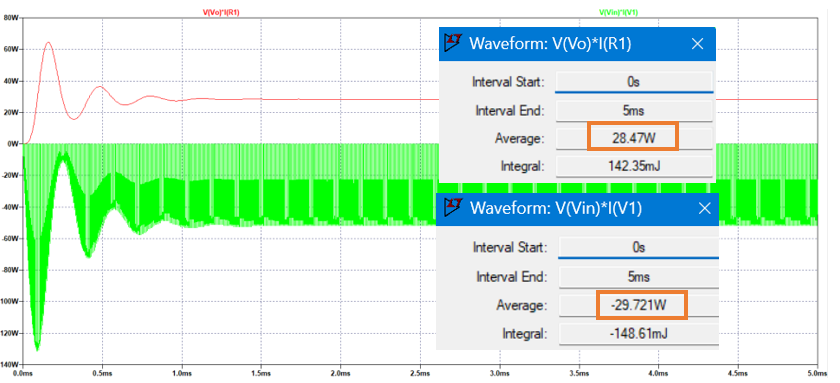 V(Vo)*I(R1)
V(Vin)*I(V1)
80W
60W
40W
20W
0W
-20W
-40W
-60W
80W
100W
120W
140W
0.0ms
0.5ms
1.0ms
1.5ms
2.0ms
2.5ms
3.0ms
3.5ms
4.0ms
4.5ms
5.0ms
Waveform: V(Vo)*I(R1)
Interval Start: 0s
Interval End: 5ms
Average: 28.47W
Integral: 142.35mJ
Waveform: V(Vin)*I(V1)
Interval Start: 0s
Interval End: 5ms
Average: -29.721W
Integral: -148.61mJ